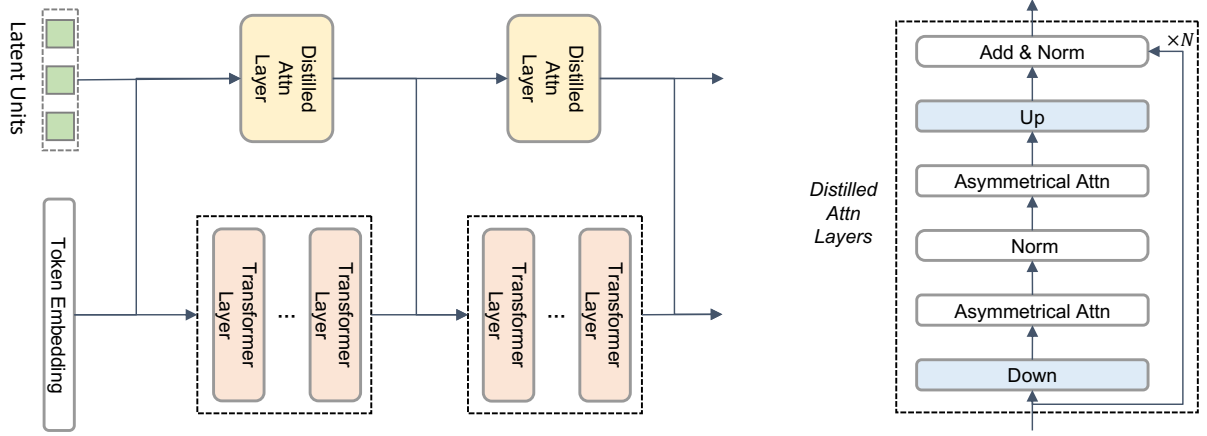 Latent Units
Distilled
Attn
Layer
Distilled
Attn
Layer
Token Embedding
Transformer
Layer
...
Transformer
Layer
Transformer
Layer
...
Transformer
Layer
Distilled
Attn
Layers
×N
Add & Norm
Up
Asymmetrical Attn
Norm
Asymmetrical Attn
Down